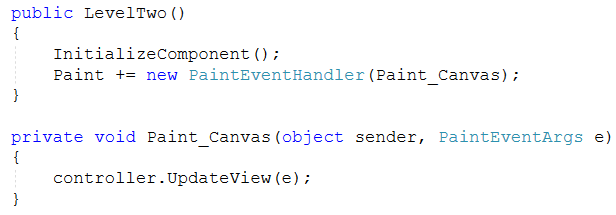 public LevelTwo()
{
    InitializeComponent();
    Paint += new PaintEventHandler(Paint_Canvas);
}

private void Paint_Canvas(object sender, PaintEventArgs e)
{
    controller.UpdateView(e);
}